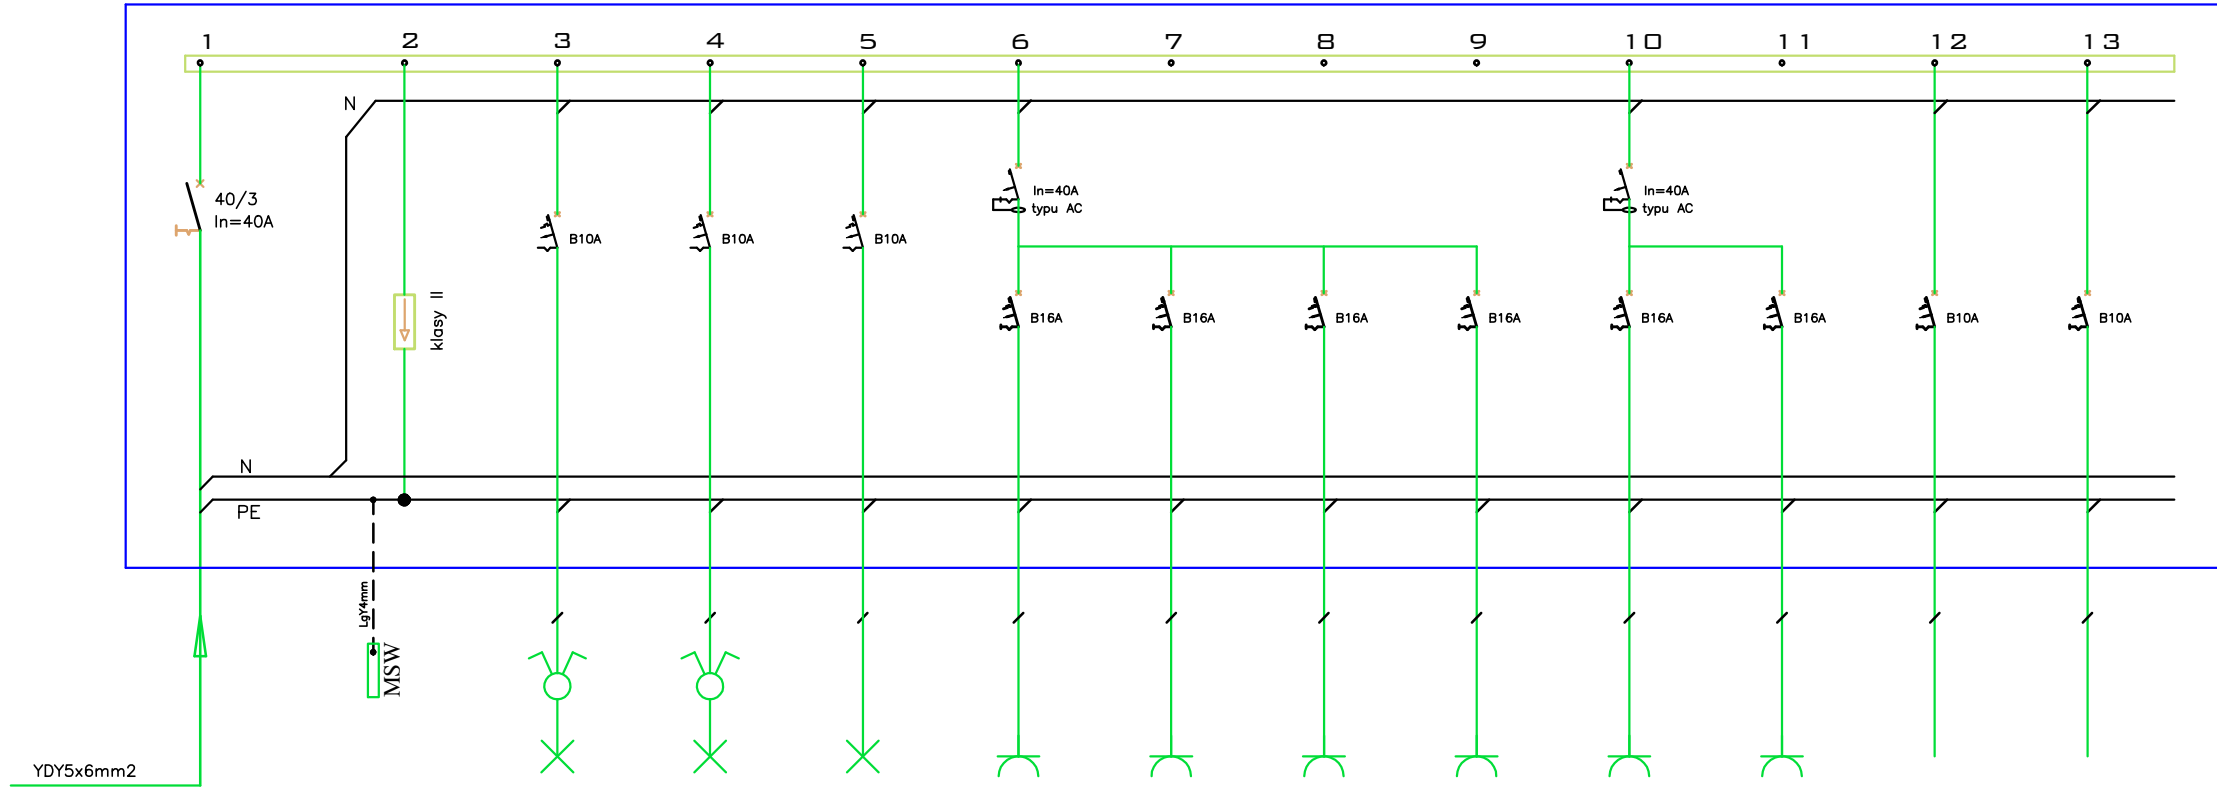 1 2 3 4 5 6 7 8 9 10 11 12 13
N
40/3
In=40A
In=40A
typu AC
In=40A
typu AC
B10A B10A B10A
klasy II
B16A B16A B16A B16A B16A B16A B10A B10A
N
PE
LgY4mm
MSW
YDY5x6mm2